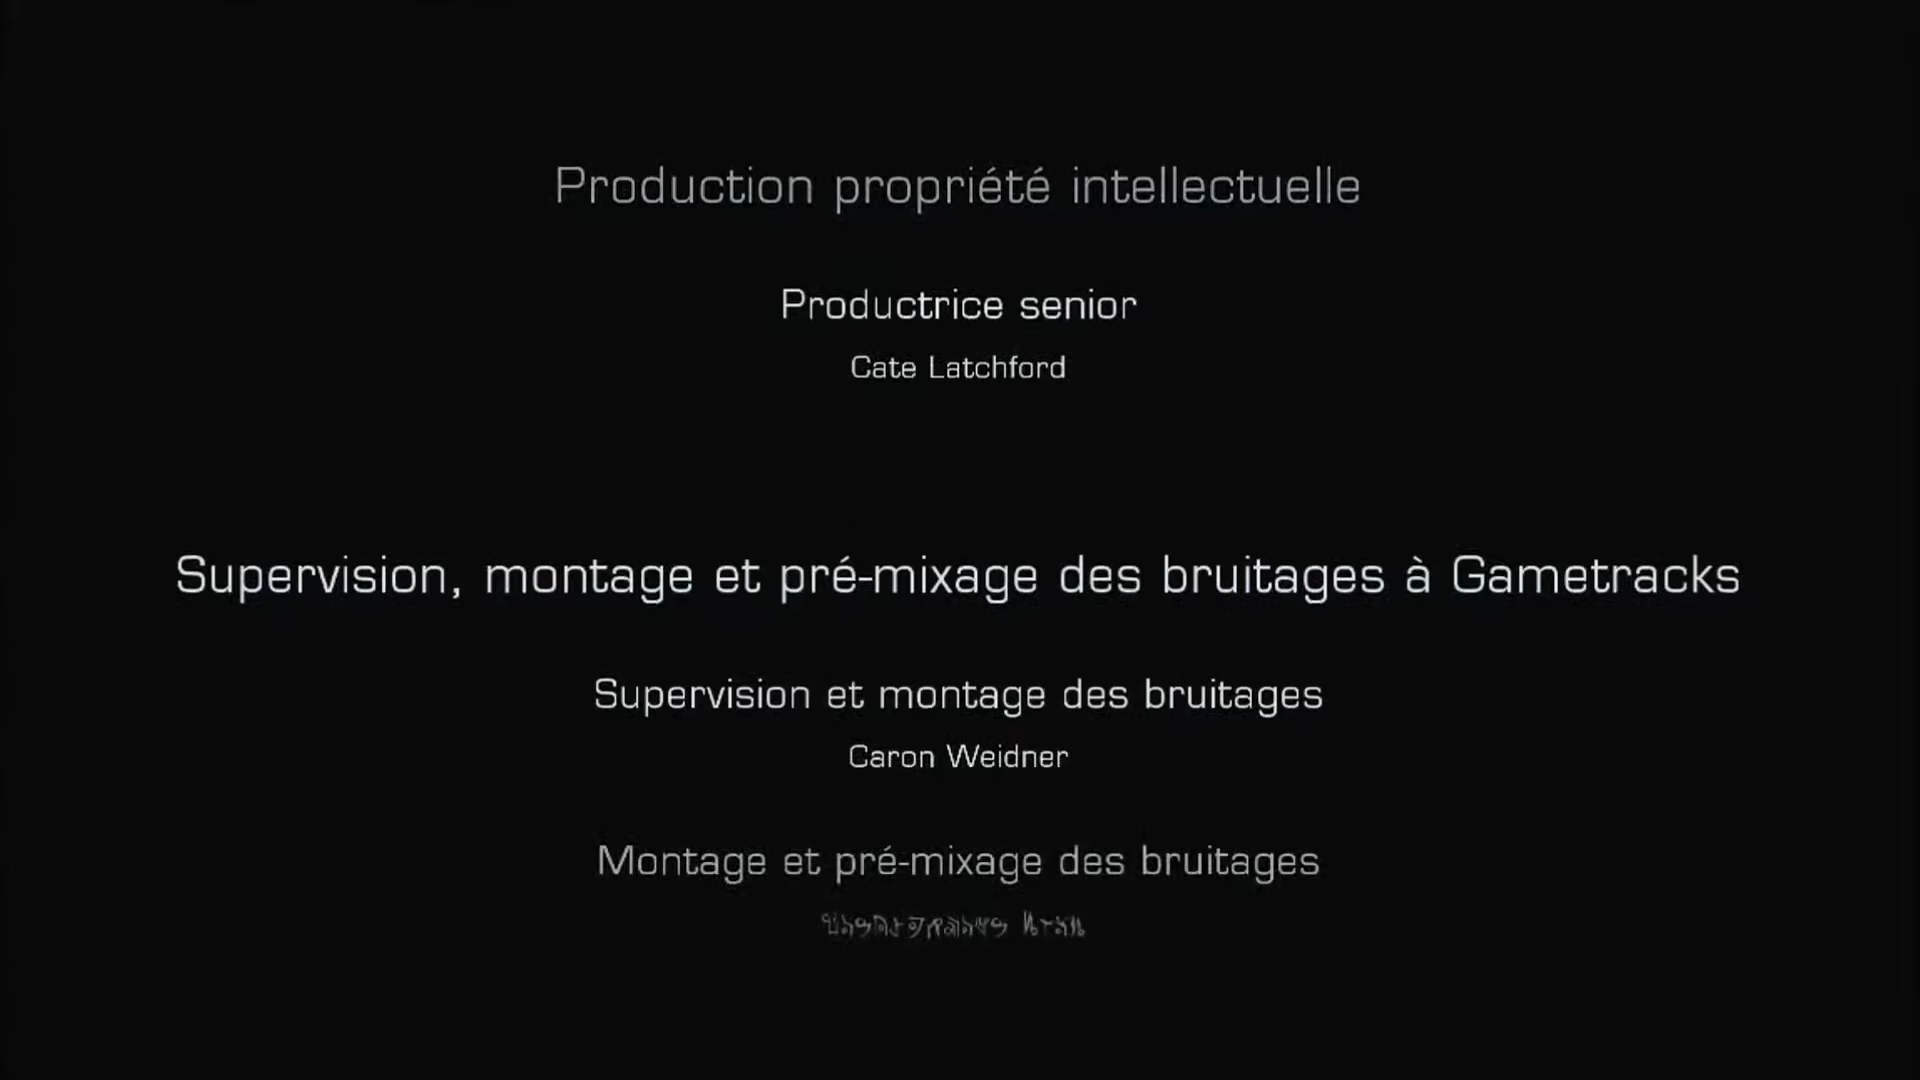 Production propriété intellectuelle
Productrice senior
Cate Latchford
Supervision, montage et pré-mixage des bruitages à Gametracks
Supervision et montage des bruitages
Caron Weidner
Montage et pré-mixage des bruitages